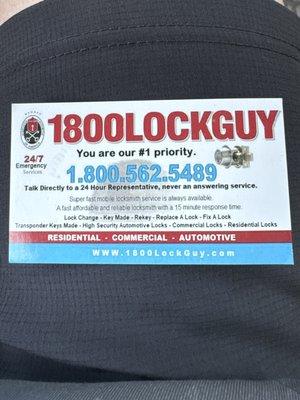 1800LOCKGUY
24/7
Emergency
Services
You are our #1 priority.
1.800.562.5489
Talk Directly to a 24 Hour Representative, never an answering service.
Super fast mobile locksmith service is always available.
A fast affordable and reliable locksmith with a 15 minute response time.
Lock Change - Key Made - Rekey - Replace A Lock - Fix A Lock
Transponder Keys Made - High Security Automotive Locks - Commercial Locks - Residential Locks
RESIDENTIAL - COMMERCIAL - AUTOMOTIVE
www.1800LockGuy.com